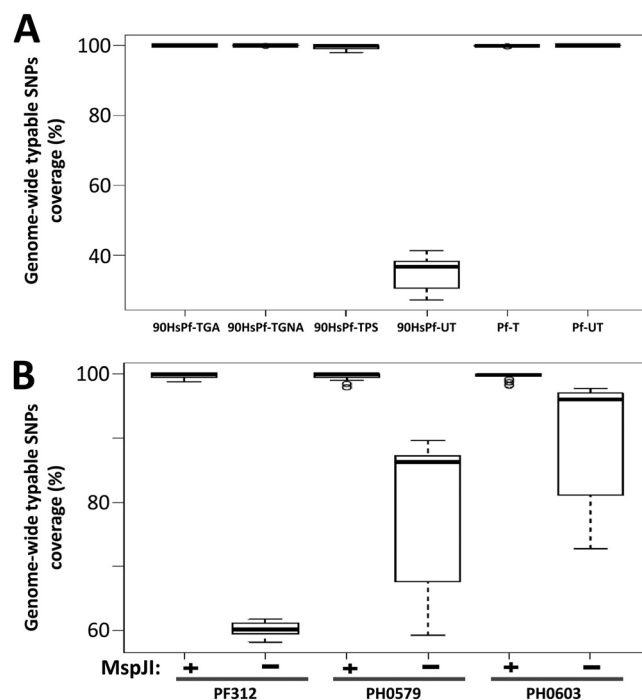 A
Genome-wide typable SNPs
coverage (%)
100
80
60
40
90HsPf-TGA 90HsPf-TGNA 90HsPf-TPS 90HsPf-UT Pf-T Pf-UT
B
Genome-wide typable SNPs
coverage (%)
100
80
60
MspJI: + − + − + −
PF312 PH0579 PH0603